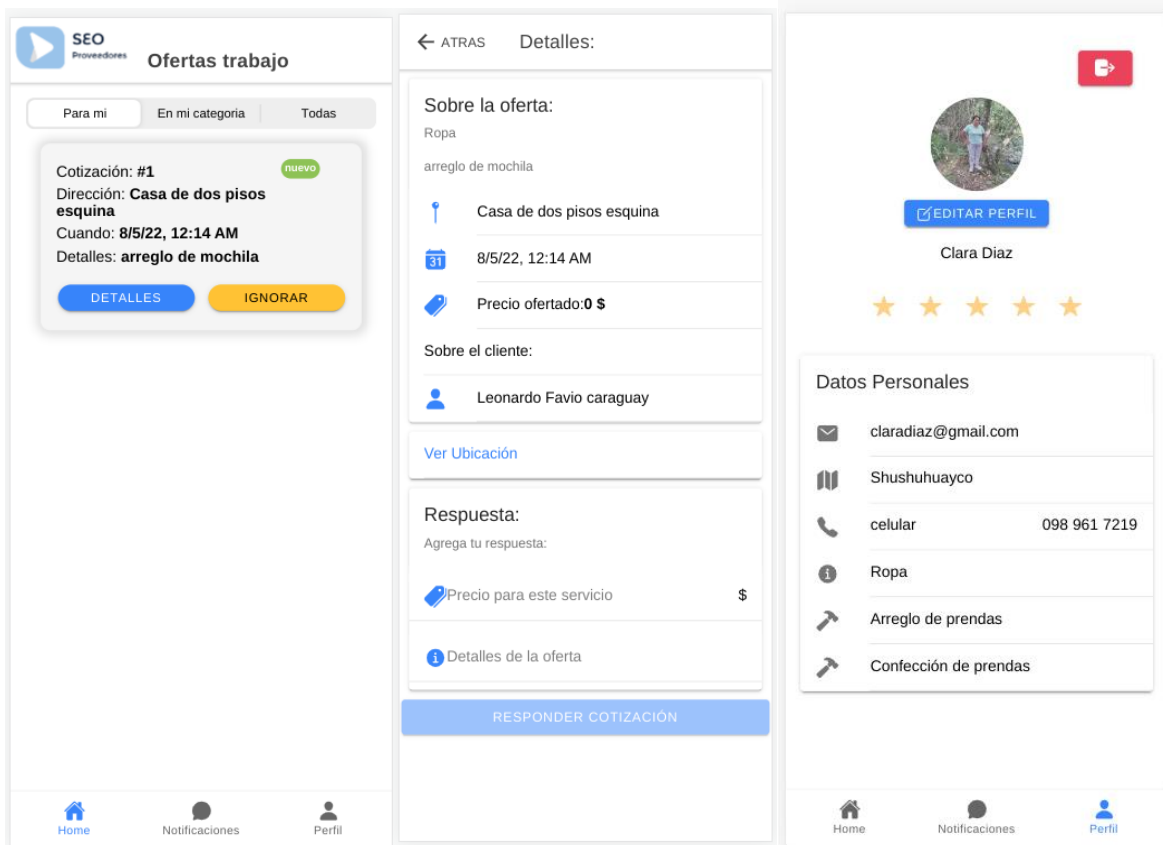 SEO
Proveedores
Ofertas trabajo
Para mi
En mi categoria
Todas
Cotización: #1
nuevo
Dirección: Casa de dos pisos
esquina
Cuando: 8/5/22, 12:14 AM
Detalles: arreglo de mochila
DETALLES
IGNORAR
Home
Notificaciones
Perfil
ATRAS
Detalles:
Sobre la oferta:
Ropa
arreglo de mochila
Casa de dos pisos esquina
31
8/5/22, 12:14 AM
Precio ofertado:0 $
Sobre el cliente:
Leonardo Favio caraguay
Ver Ubicación
Respuesta:
Agrega tu respuesta:
Precio para este servicio $
Detalles de la oferta
RESPONDER COTIZACIÓN
EDITAR PERFIL
Clara Diaz
Datos Personales
claradiaz@gmail.com
Shushuhuayco
celular 098 961 7219
Ropa
Arreglo de prendas
Confección de prendas
Home
Notificaciones
Perfil